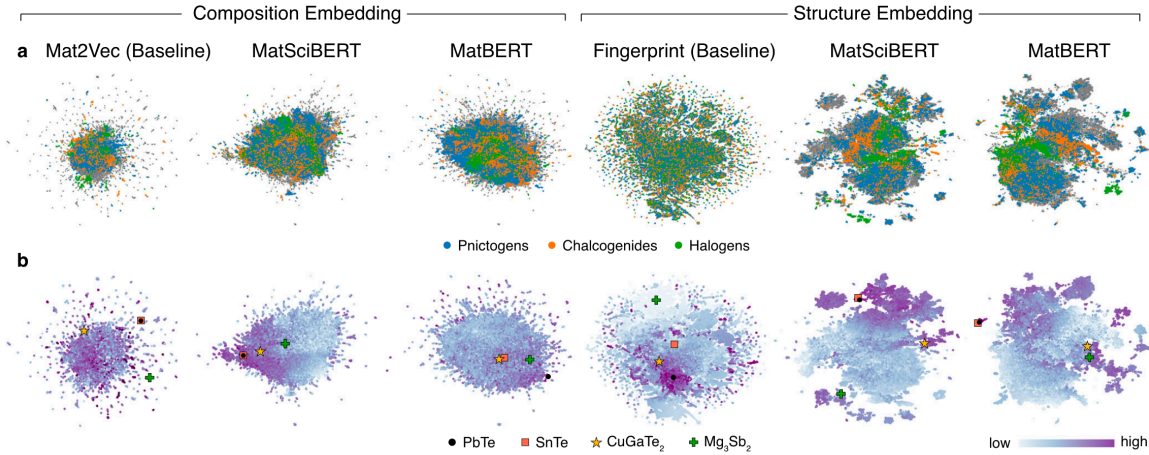 Composition Embedding
Structure Embedding
a
Mat2Vec (Baseline)
MatSciBERT
MatBERT
Fingerprint (Baseline)
MatSciBERT
MatBERT
Pnictogens
Chalcogenides
Halogens
b
PbTe
SnTe
CuGaTe₂
Mg₃Sb₂
low
high